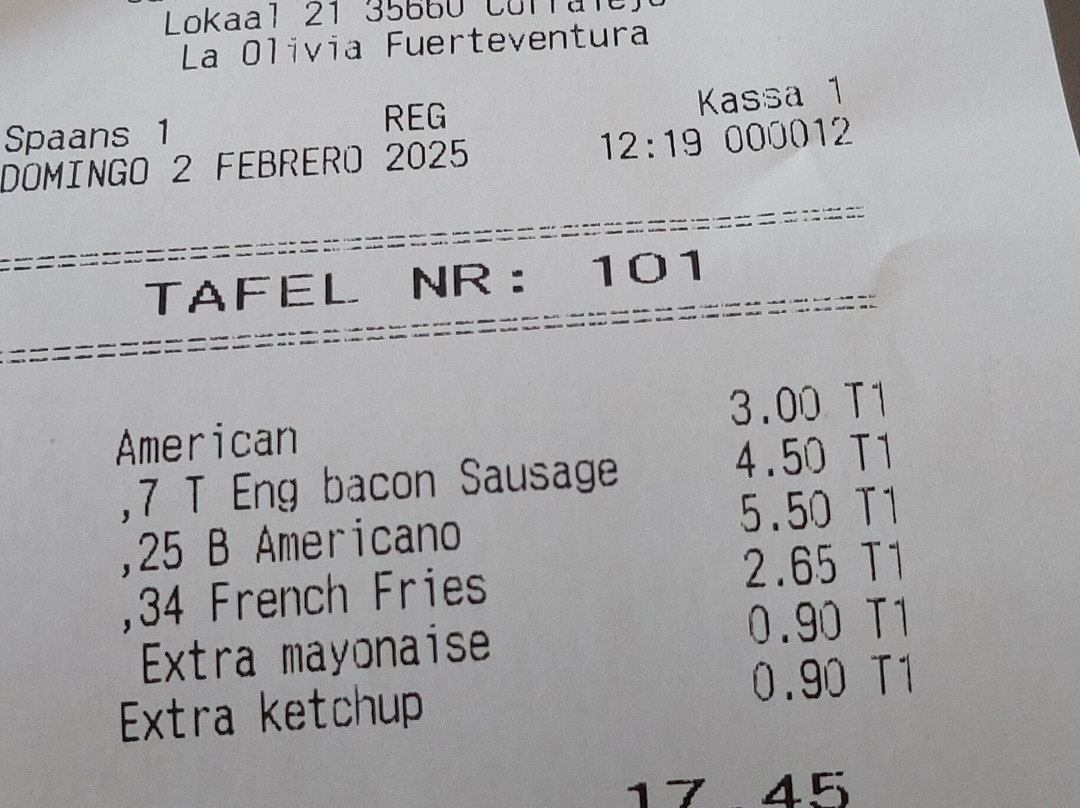 Lokaal 21 35660 Corralejo
La Olivia Fuerteventura
Spaans 1 REG Kassa 1
DOMINGO 2 FEBRERO 2025 12:19 000012
TAFEL NR: 101
American 3.00 T1
,7 T Eng bacon Sausage 4.50 T1
,25 B Americano 5.50 T1
,34 French Fries 2.65 T1
Extra mayonaise 0.90 T1
Extra ketchup 0.90 T1
17.45